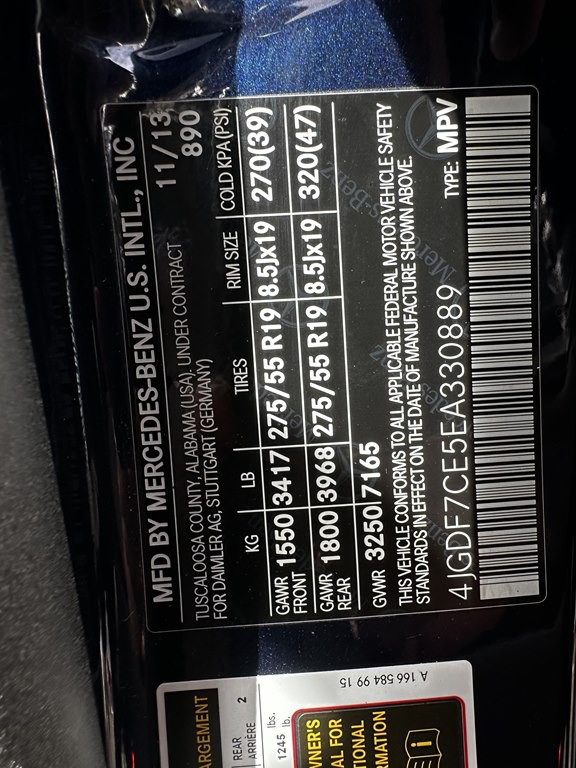 MFD BY MERCEDES-BENZ U.S. INTL., INC
TUSCALOOSA COUNTY, ALABAMA (USA). UNDER CONTRACT 11/13
FOR DAIMLER AG, STUTTGART (GERMANY) 890
KG LB TIRES RIM SIZE COLD KPA (PSI)
GAWR FRONT 1550 3417 275/55 R19 8.5Jx19 270(39)
GAWR REAR 1800 3968 275/55 R19 8.5Jx19 320(47)
GVWR 3250 7165
THIS VEHICLE CONFORMS TO ALL APPLICABLE FEDERAL MOTOR VEHICLE SAFETY
STANDARDS IN EFFECT ON THE DATE OF MANUFACTURE SHOWN ABOVE.
4JGDF7CE5EA330889 TYPE: MPV
Mercedes-Benz
ARGEMENT
REAR
ARRIÈRE 2
1245 lbs.
lb.
A 166 584 99 15